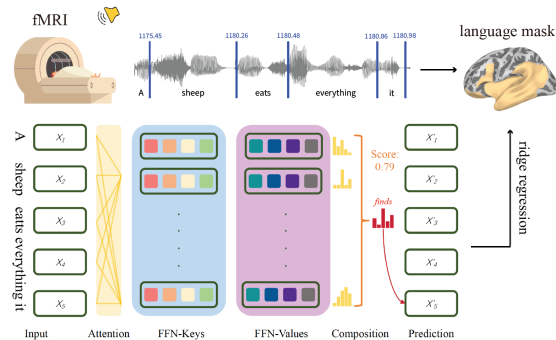 fMRI
1175.45 1180.26 1180.48 1180.86 1180.98
language mask
A sheep eats everything it
A X₁ X'₁
sheep X₂ X'₂
eats X₃ X'₃
everything X₄ X'₄
it X₅ X'₅
Score:
0.79
finds
ridge regression
Input Attention FFN-Keys FFN-Values Composition Prediction